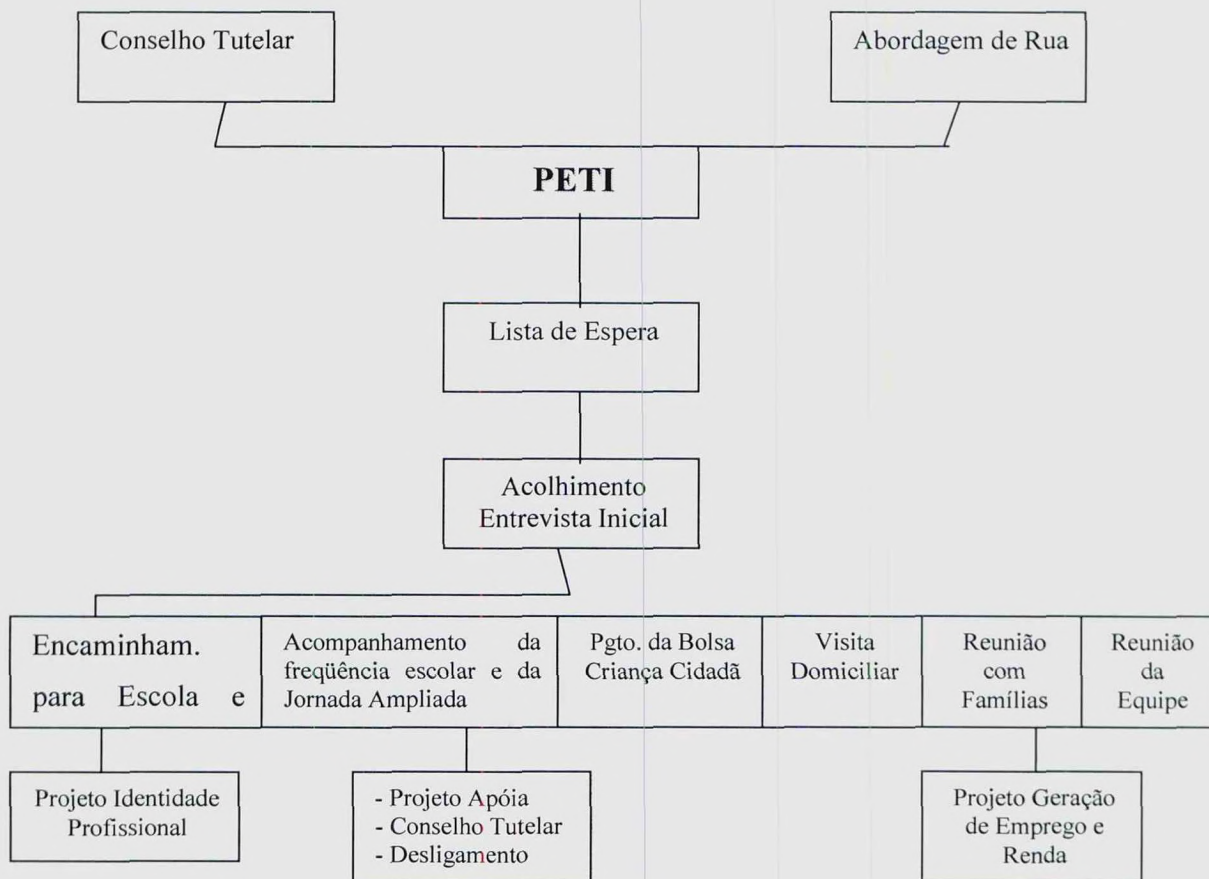 Conselho Tutelar
Abordagem de Rua
PETI
Lista de Espera
Acolhimento
Entrevista Inicial
Encaminham.
para Escola e
Acompanhamento da
freqüência escolar e da
Jornada Ampliada
Pgto. da Bolsa
Criança Cidadã
Visita
Domiciliar
Reunião
com
Famílias
Reunião
da
Equipe
Projeto Identidade
Profissional
- Projeto Apóia
- Conselho Tutelar
- Desligamento
Projeto Geração
de Emprego e
Renda